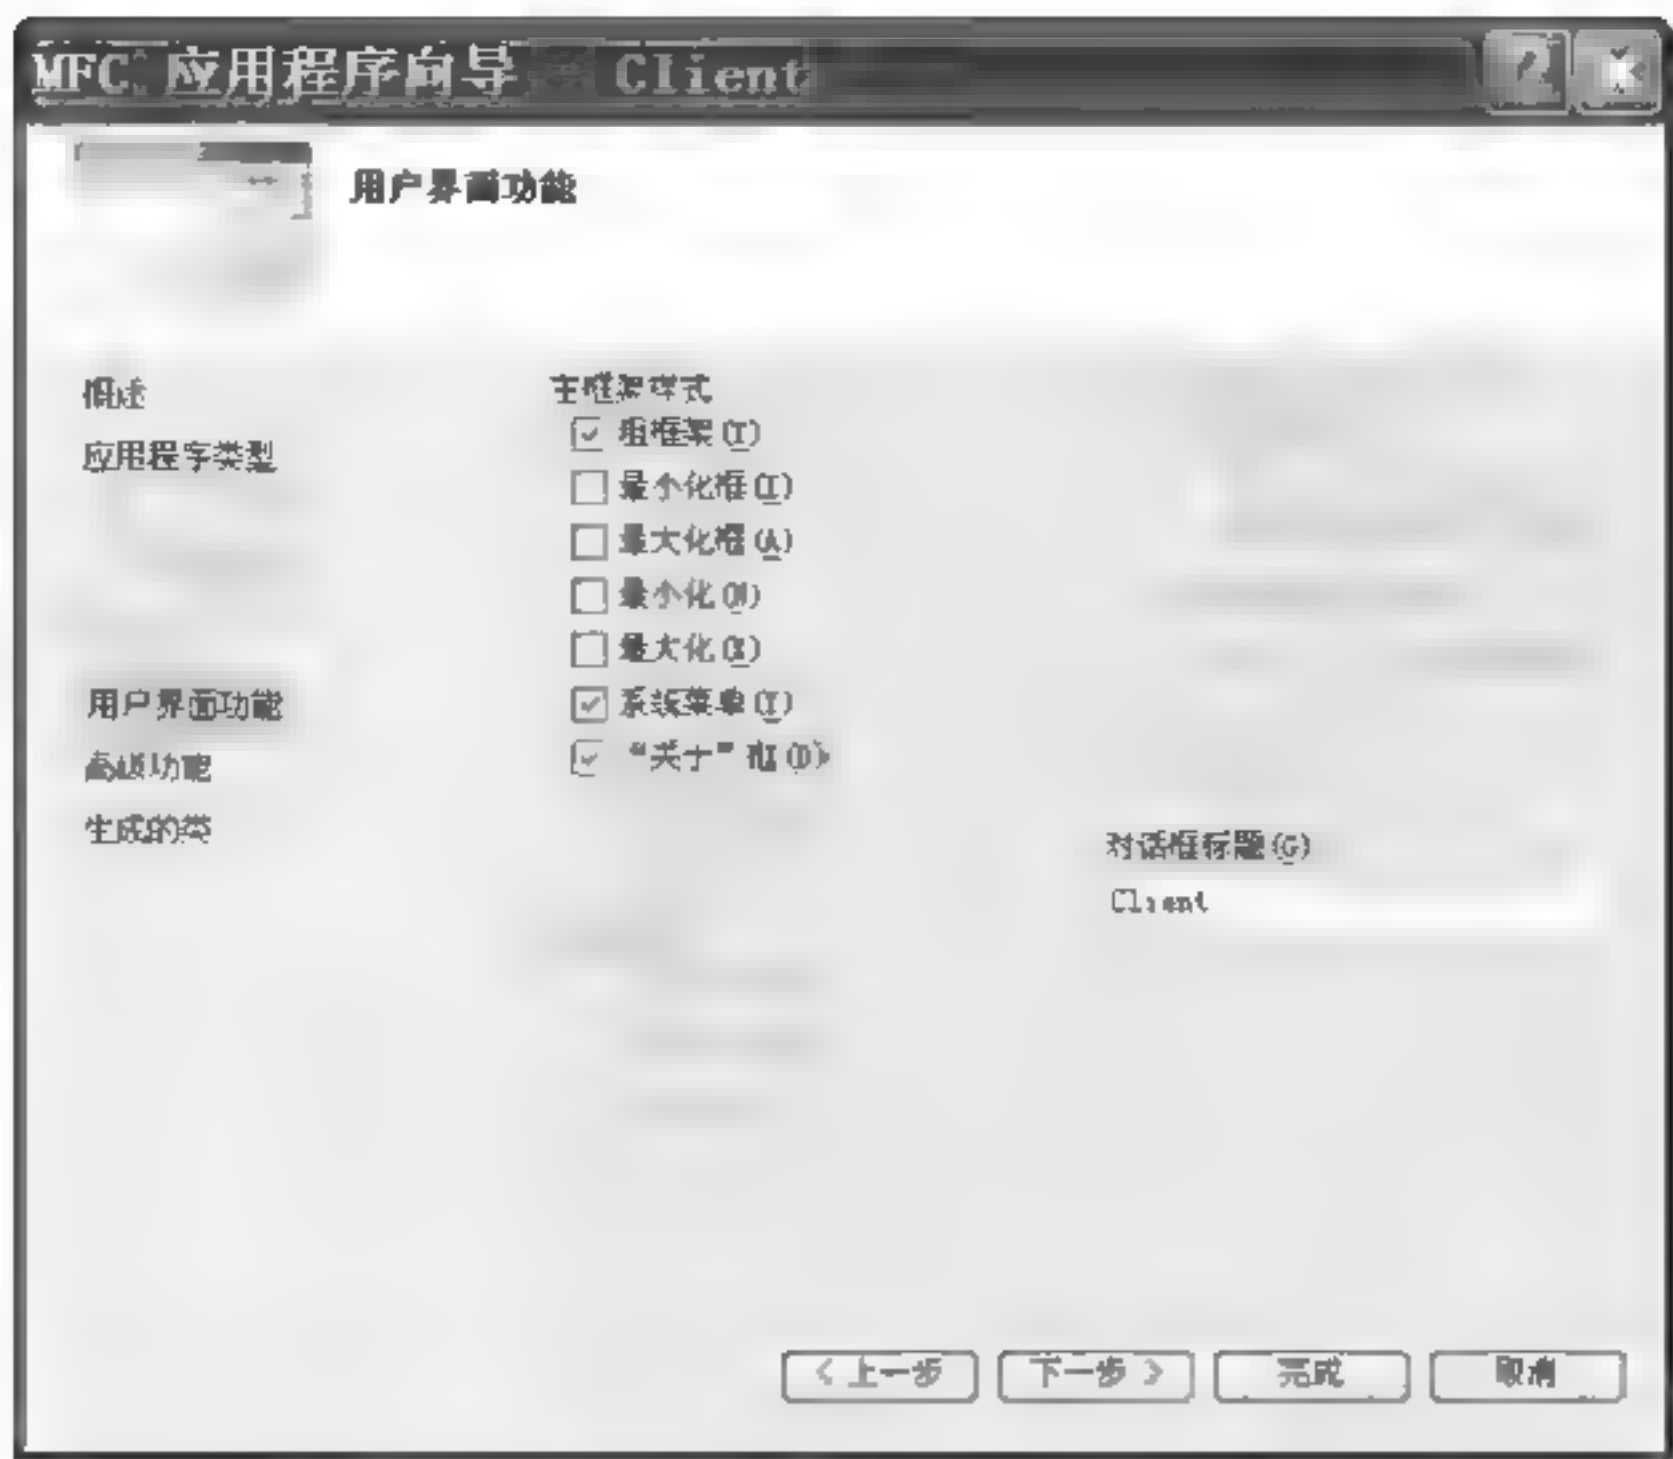 MFC 应用程序向导 - Client
用户界面功能
概述
应用程序类型
用户界面功能
高级功能
生成的类
主框架样式
粗框架(T)
最小化框(I)
最大化框(A)
最小化(N)
最大化(X)
系统菜单(Y)
“关于”框(D)
对话框标题(G)
Client
< 上一步
下一步 >
完成
取消